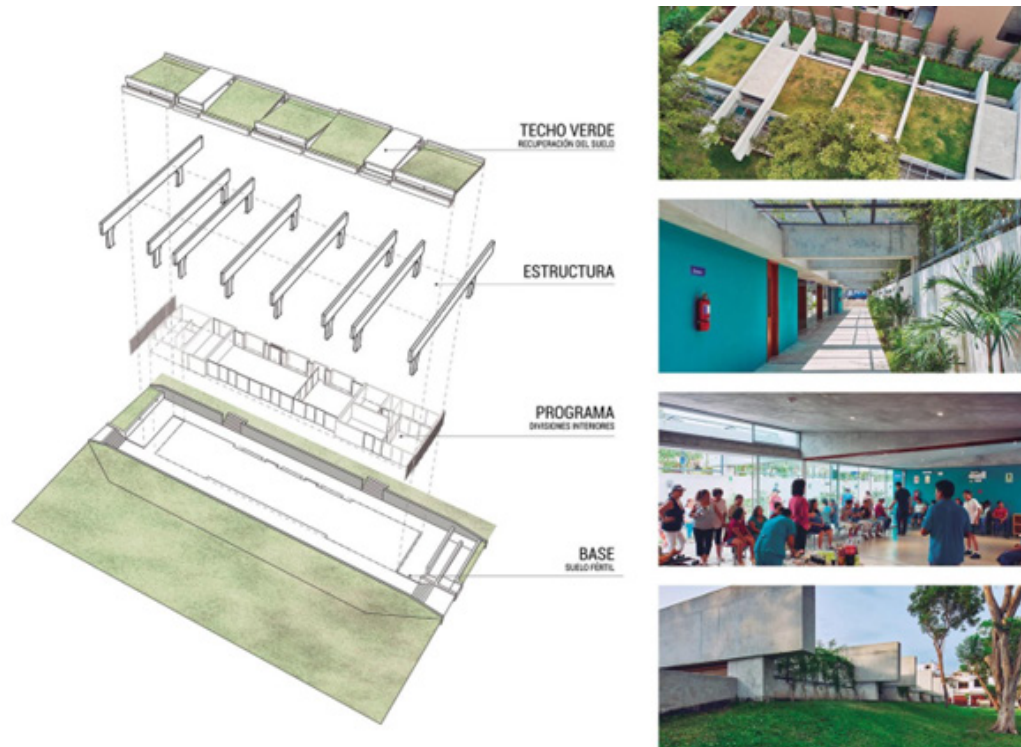 TECHO VERDE
RECUPERACIÓN DEL SUELO
ESTRUCTURA
PROGRAMA
DIVISIONES INTERIORES
BASE
SUELO FÉRTIL